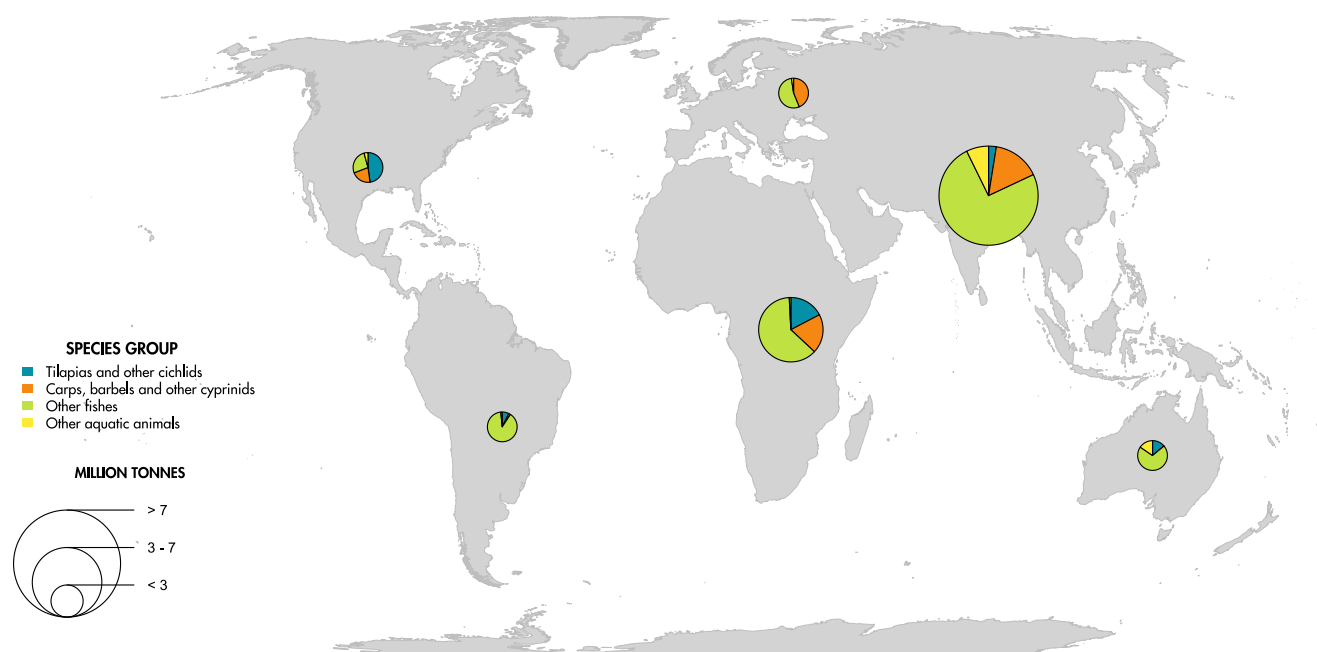 SPECIES GROUP
Tilapias and other cichlids
Carps, barbels and other cyprinids
Other fishes
Other aquatic animals
MILLION TONNES
> 7
3 - 7
< 3